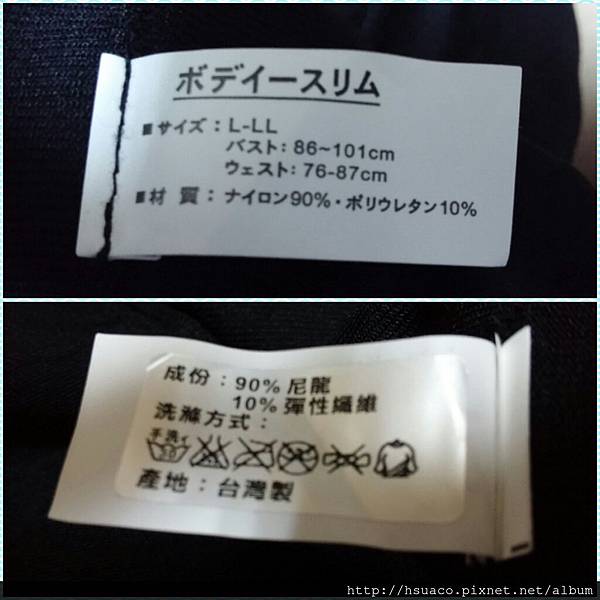 ボデイースリム
■サイズ：L-LL
バスト：86~101cm
ウェスト：76-87cm
■材 質：ナイロン90%・ポリウレタン10%
成份：90% 尼龍
10% 彈性纖維
洗滌方式：
手洗
30
產地：台灣製
http://hsuaco.pixnet.net/album